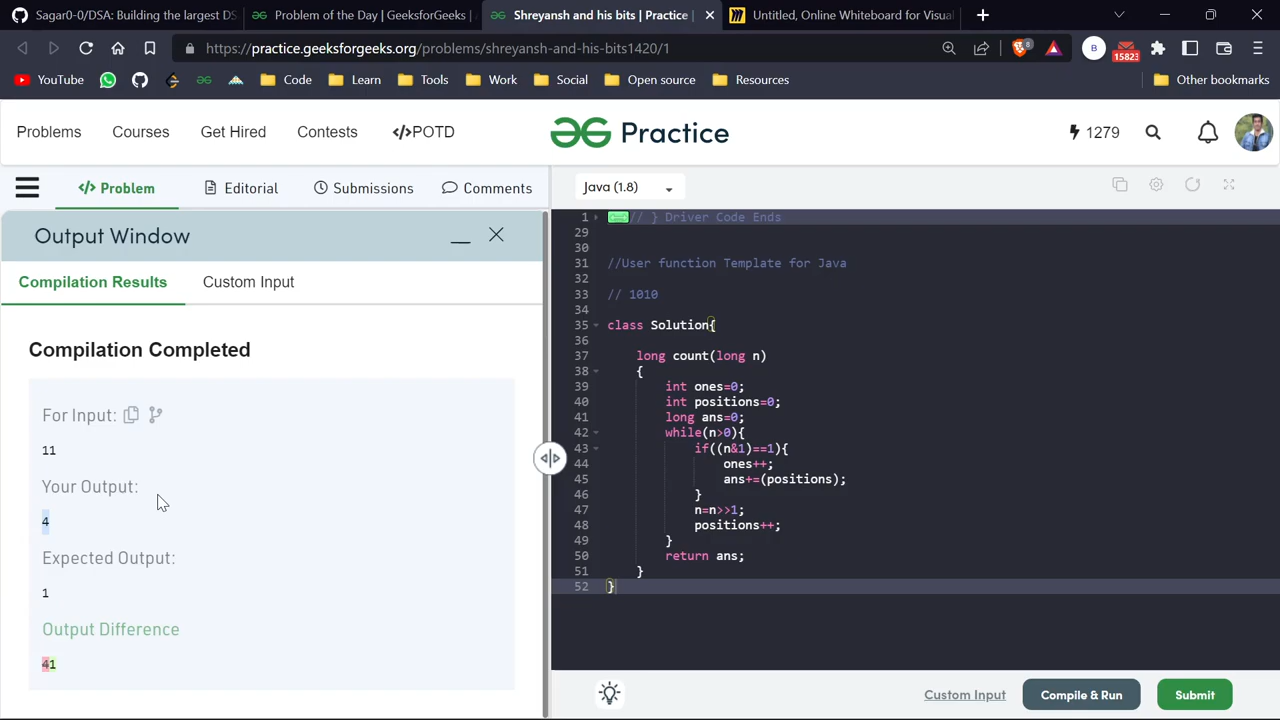 Sagar0-0/DSA: Building the largest DS
Problem of the Day | GeeksforGeeks
Shreyansh and his bits | Practice |
Untitled, Online Whiteboard for Visual
https://practice.geeksforgeeks.org/problems/shreyansh-and-his-bits1420/1
8
B
15823
YouTube
Code
Learn
Tools
Work
Social
Open source
Resources
Other bookmarks
Problems
Courses
Get Hired
Contests
</>POTD
Practice
1279
</> Problem
Editorial
Submissions
Comments
Java (1.8)
Output Window
Compilation Results
Custom Input
Compilation Completed
For Input:
11
Your Output:
4
Expected Output:
1
Output Difference
41
1 // } Driver Code Ends
29
30
31 //User function Template for Java
32
33 // 1010
34
35 class Solution{
36
37 long count(long n)
38 {
39 int ones=0;
40 int positions=0;
41 long ans=0;
42 while(n>0){
43 if((n&1)==1){
44 ones++;
45 ans+=(positions);
46 }
47 n=n>>1;
48 positions++;
49 }
50 return ans;
51 }
52 }
Custom Input
Compile & Run
Submit